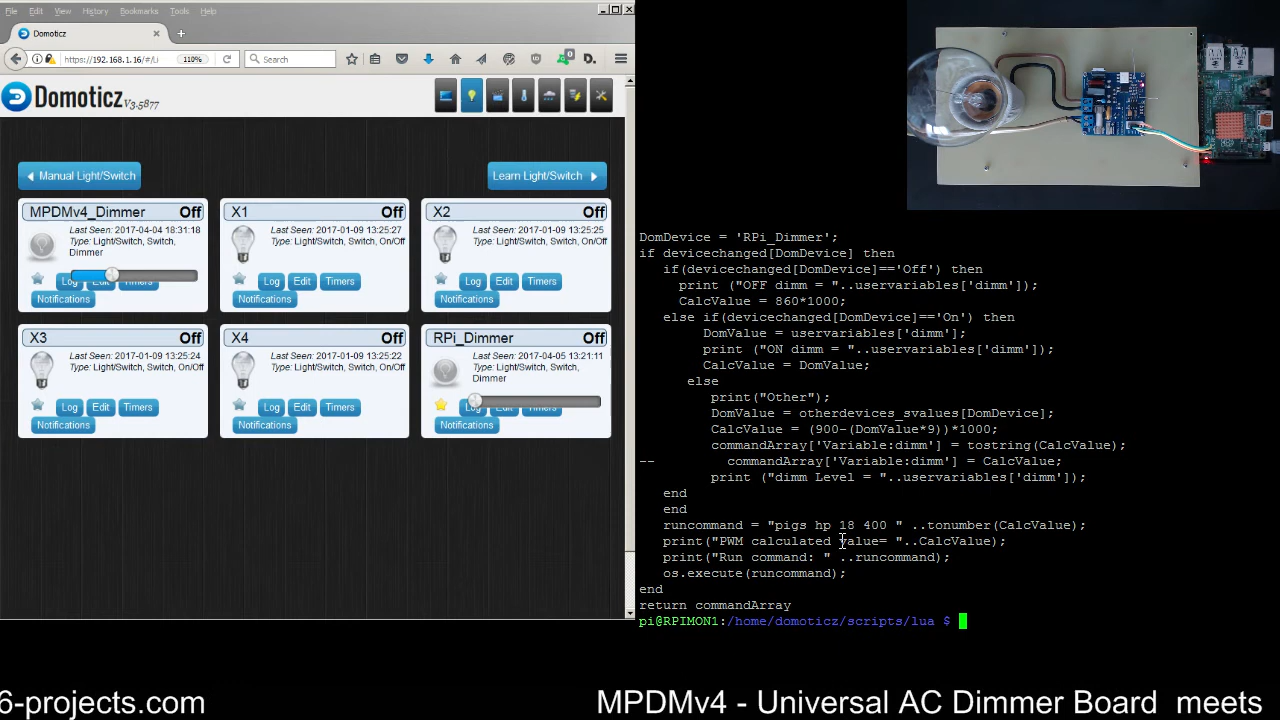 File Edit View History Bookmarks Tools Help
Domoticz
https://192.168.1.16/#/Li 110% Search
Domoticz V3.5877
Manual Light/Switch
Learn Light/Switch
MPDMv4_Dimmer Off
Last Seen: 2017-04-04 18:31:18
Type: Light/Switch, Switch,
Dimmer
Log Edit Timers
Notifications
X1 Off
Last Seen: 2017-01-09 13:25:27
Type: Light/Switch, Switch, On/Off
Log Edit Timers
Notifications
X2 Off
Last Seen: 2017-01-09 13:25:25
Type: Light/Switch, Switch, On/Off
Log Edit Timers
Notifications
X3 Off
Last Seen: 2017-01-09 13:25:24
Type: Light/Switch, Switch, On/Off
Log Edit Timers
Notifications
X4 Off
Last Seen: 2017-01-09 13:25:22
Type: Light/Switch, Switch, On/Off
Log Edit Timers
Notifications
RPi_Dimmer Off
Last Seen: 2017-04-05 13:21:11
Type: Light/Switch, Switch,
Dimmer
Log Edit Timers
Notifications
DomDevice = 'RPi_Dimmer';
if devicechanged[DomDevice] then
if(devicechanged[DomDevice]=='Off') then
print ("OFF dimm = "..uservariables['dimm']);
CalcValue = 860*1000;
else if(devicechanged[DomDevice]=='On') then
DomValue = uservariables['dimm'];
print ("ON dimm = "..uservariables['dimm']);
CalcValue = DomValue;
else
print("Other");
DomValue = otherdevices_svalues[DomDevice];
CalcValue = (900-(DomValue*9))*1000;
commandArray['Variable:dimm'] = tostring(CalcValue);
-- commandArray['Variable:dimm'] = CalcValue;
print ("dimm Level = "..uservariables['dimm']);
end
end
runcommand = "pigs hp 18 400 " ..tonumber(CalcValue);
print("PWM calculated value= "..CalcValue);
print("Run command: " ..runcommand);
os.execute(runcommand);
end
return commandArray
pi@RPIMON1:/home/domoticz/scripts/lua $
6-projects.com MPDMv4 - Universal AC Dimmer Board meets